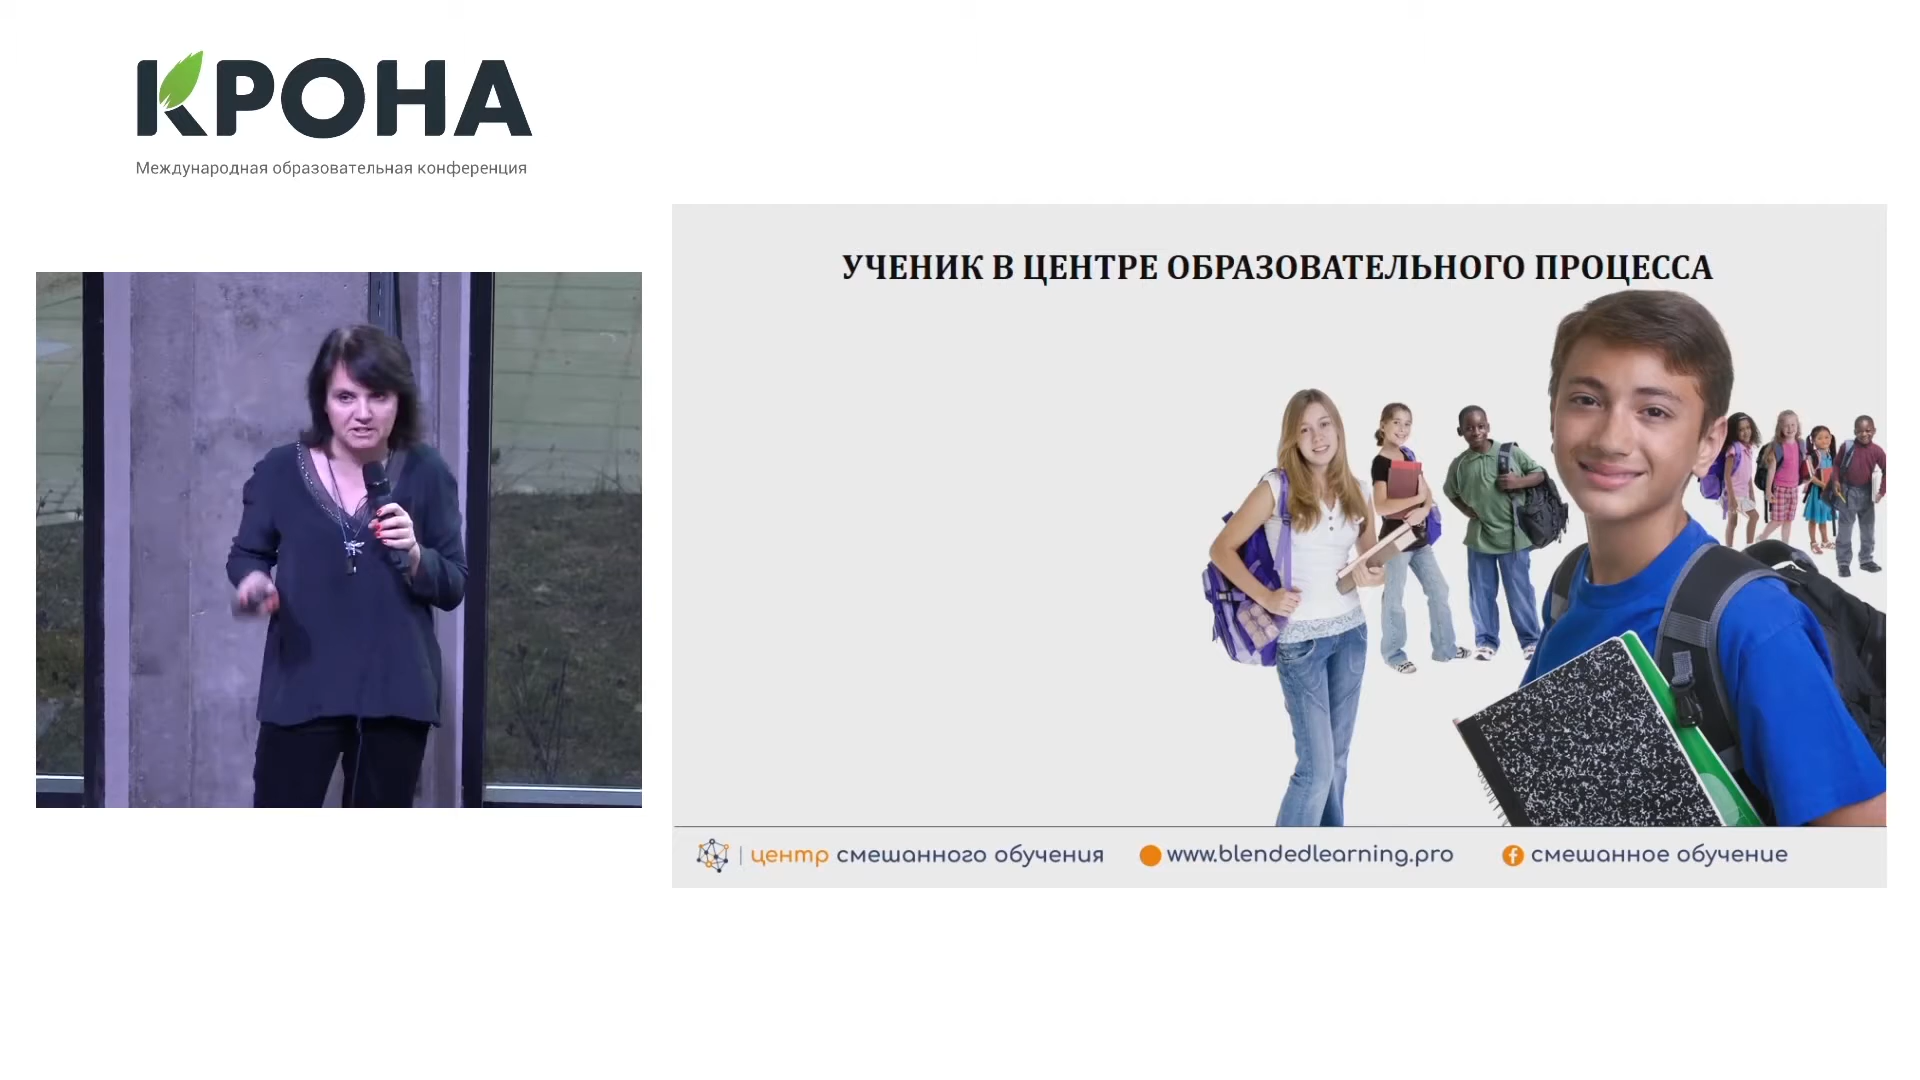 КРОНА
Международная образовательная конференция
УЧЕНИК В ЦЕНТРЕ ОБРАЗОВАТЕЛЬНОГО ПРОЦЕССА
центр смешанного обучения
www.blendedlearning.pro
смешанное обучение